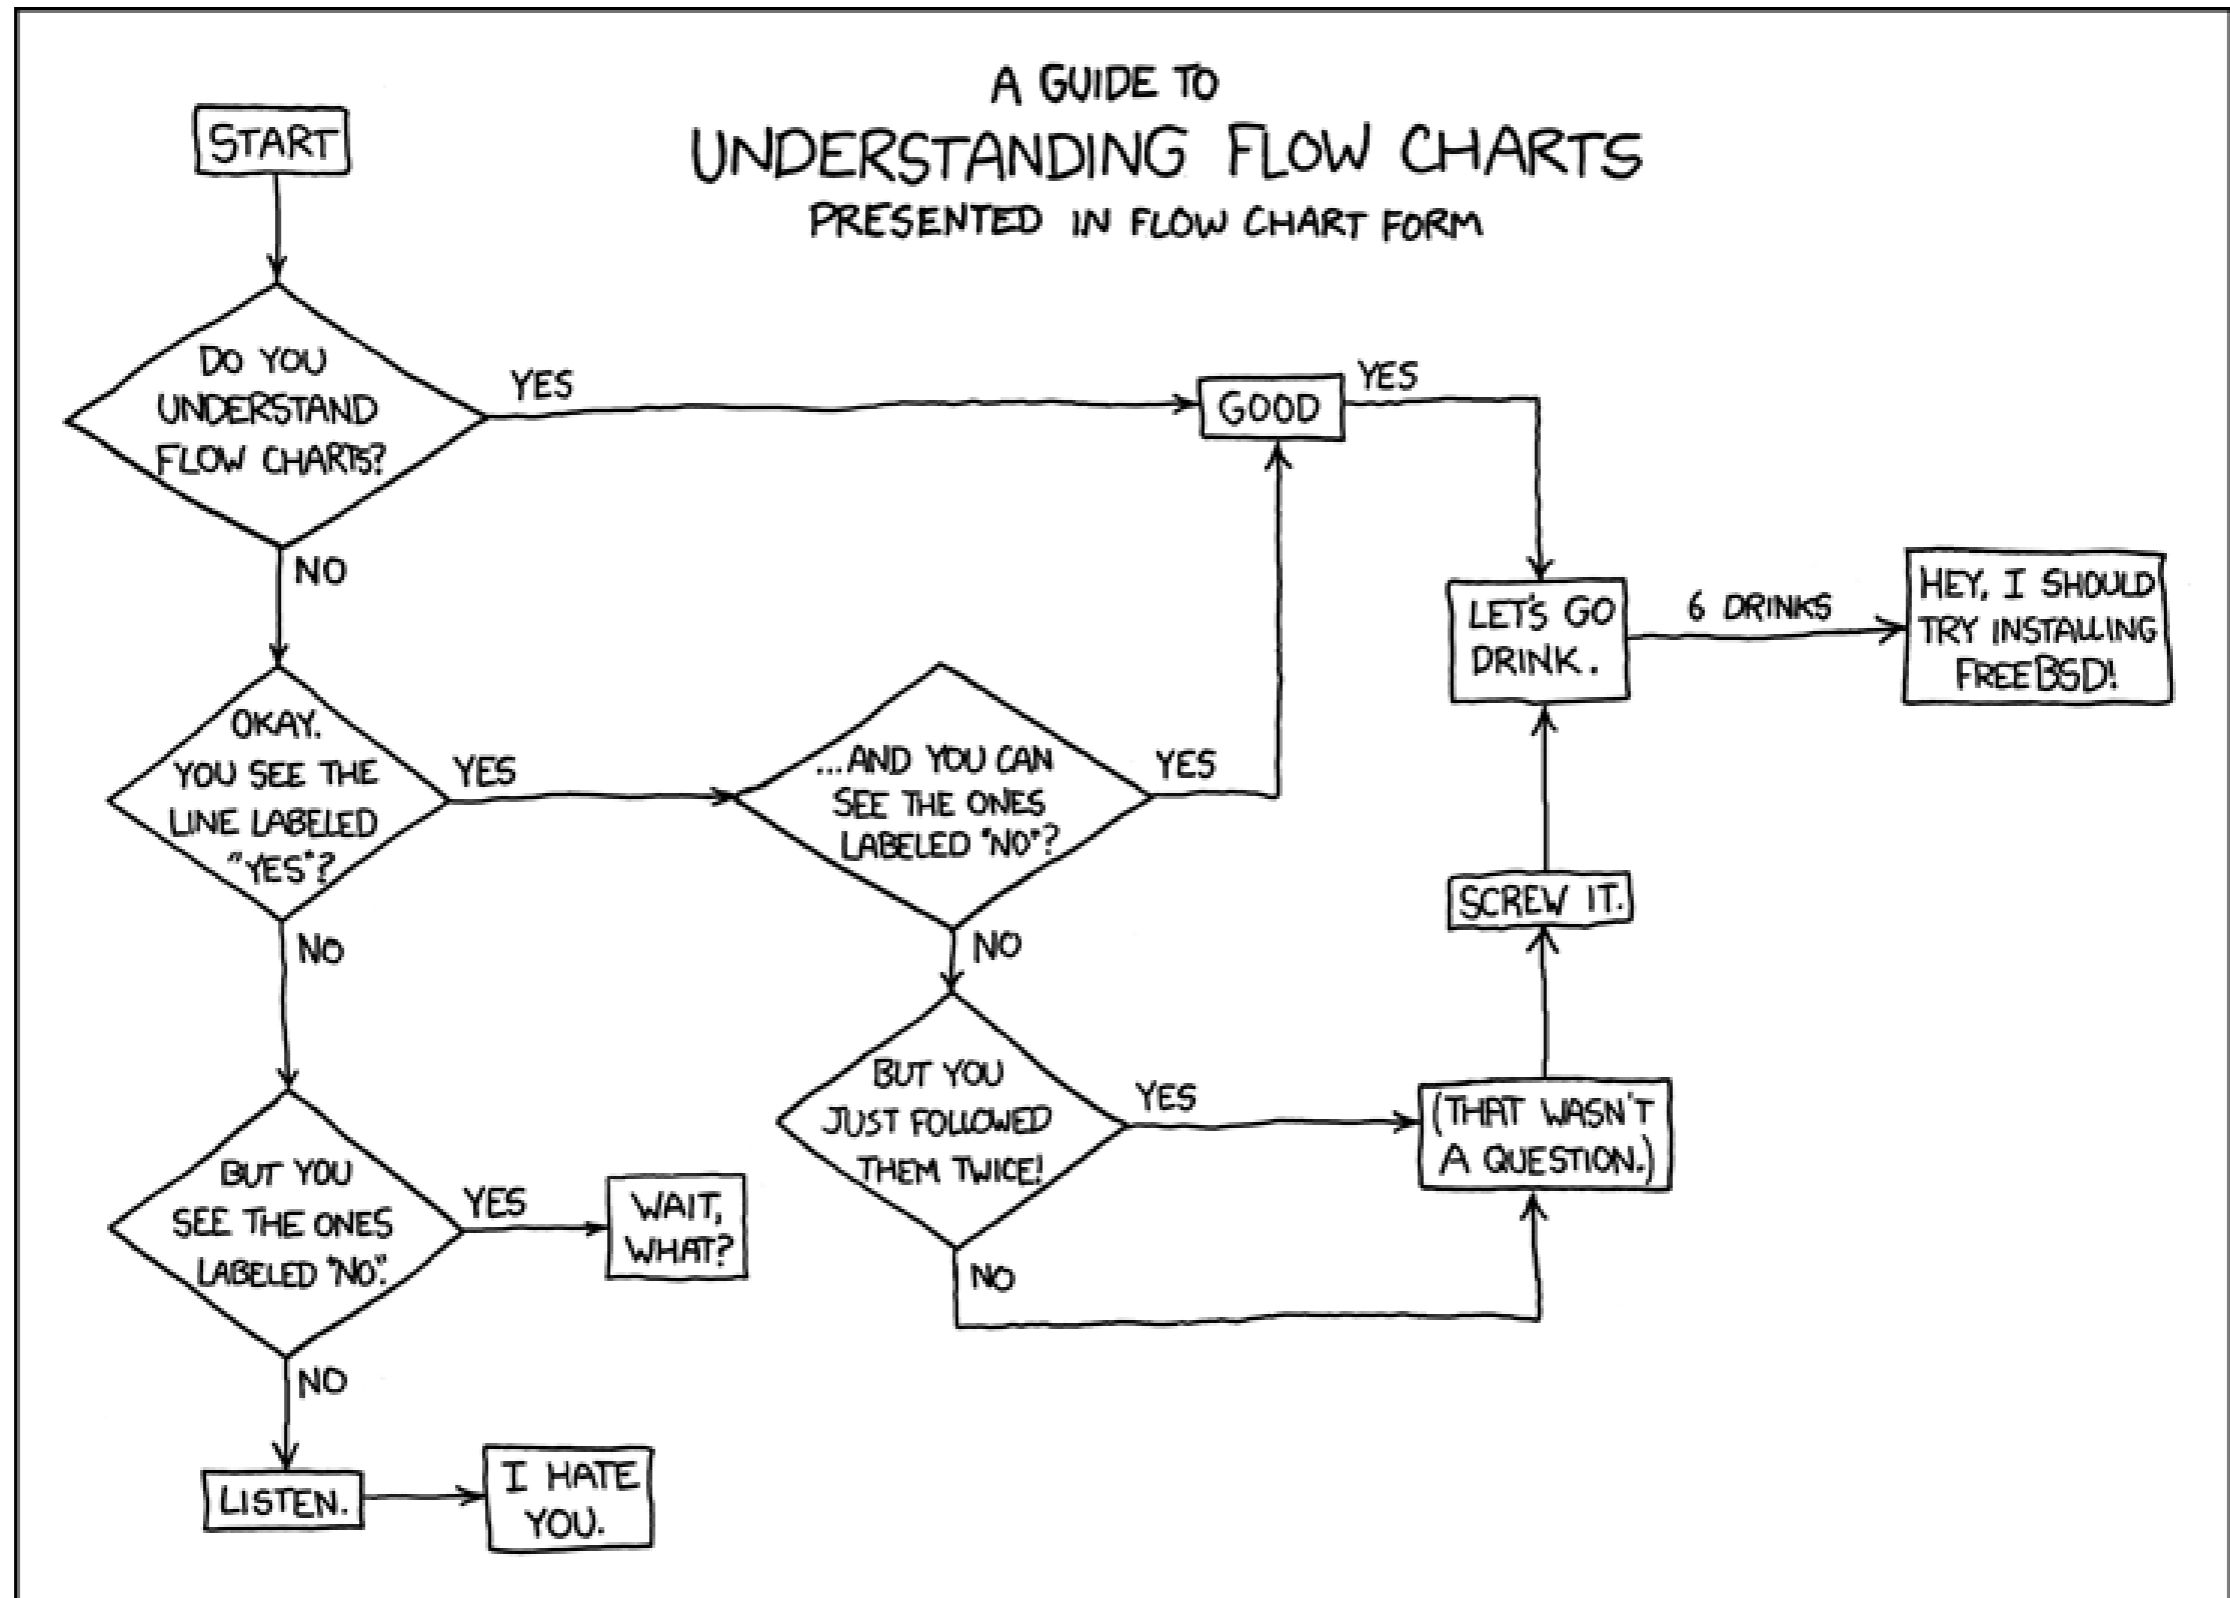 A GUIDE TO
UNDERSTANDING FLOW CHARTS
PRESENTED IN FLOW CHART FORM
START
DO YOU
UNDERSTAND
FLOW CHARTS?
YES
GOOD
YES
NO
LET'S GO
DRINK.
6 DRINKS
HEY, I SHOULD
TRY INSTALLING
FREEBSD!
OKAY.
YOU SEE THE
LINE LABELED
"YES"?
YES
...AND YOU CAN
SEE THE ONES
LABELED "NO"?
YES
NO
NO
SCREW IT.
BUT YOU
JUST FOLLOWED
THEM TWICE!
YES
(THAT WASN'T
A QUESTION.)
NO
BUT YOU
SEE THE ONES
LABELED "NO".
YES
WAIT,
WHAT?
NO
LISTEN.
I HATE
YOU.